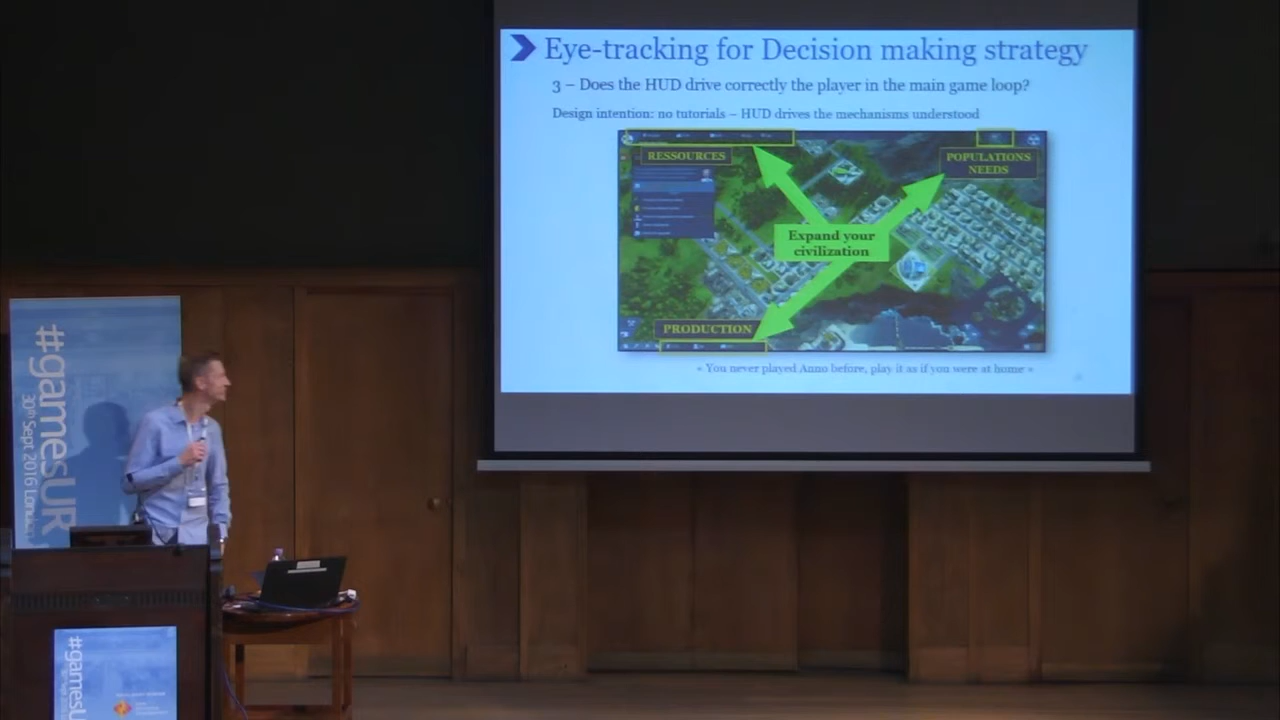 Eye-tracking for Decision making strategy
3 – Does the HUD drive correctly the player in the main game loop?
Design intention: no tutorials – HUD drives the mechanisms understood
RESSOURCES
POPULATIONS
NEEDS
Expand your
civilization
PRODUCTION
« You never played Anno before, play it as if you were at home »
#gamesUR
30th Sept 2016 London
#gamesU